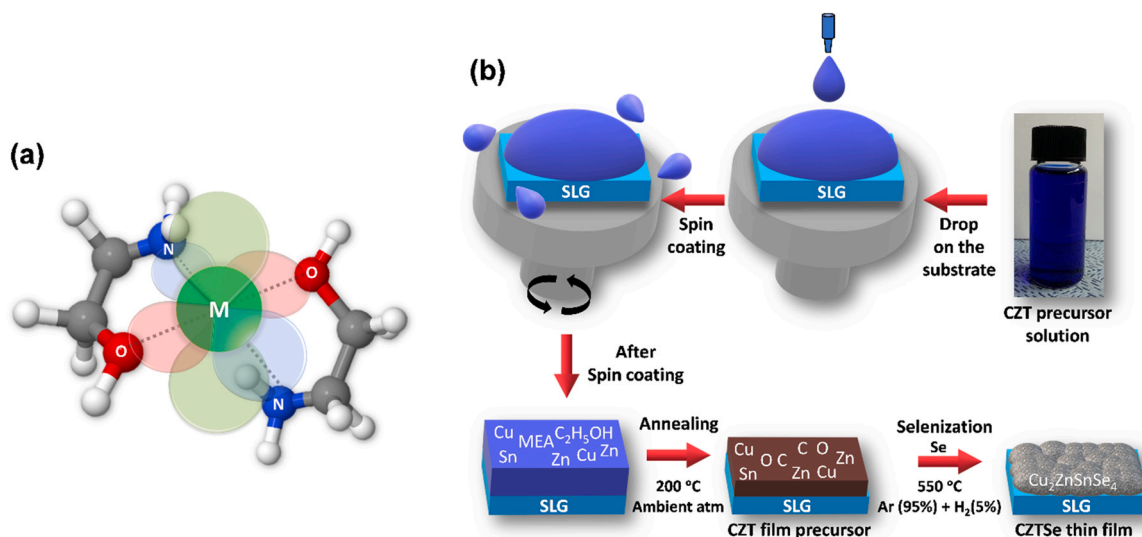 (a)
N
M
O
O
N
(b)
SLG
SLG
Spin
coating
Drop
on the
substrate
CZT precursor
solution
After
Spin coating
Cu
MEA
C₂H₅OH
Sn
Zn
Cu
Zn
SLG
Annealing
200 °C
Ambient atm
Cu
Sn
O
C
C
O
Zn
Cu
Zn
SLG
CZT film precursor
Selenization
Se
550 °C
Ar (95%) + H₂(5%)
Cu₂ZnSnSe₄
SLG
CZTSe thin film